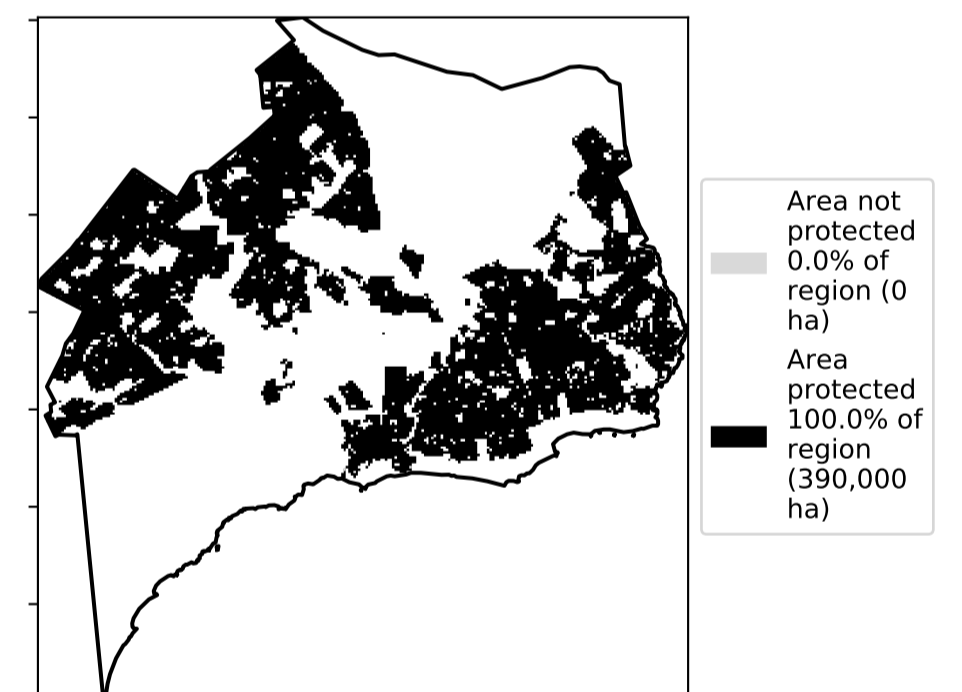 Area not
protected
0.0% of
region (0
ha)
Area
protected
100.0% of
region
(390,000
ha)